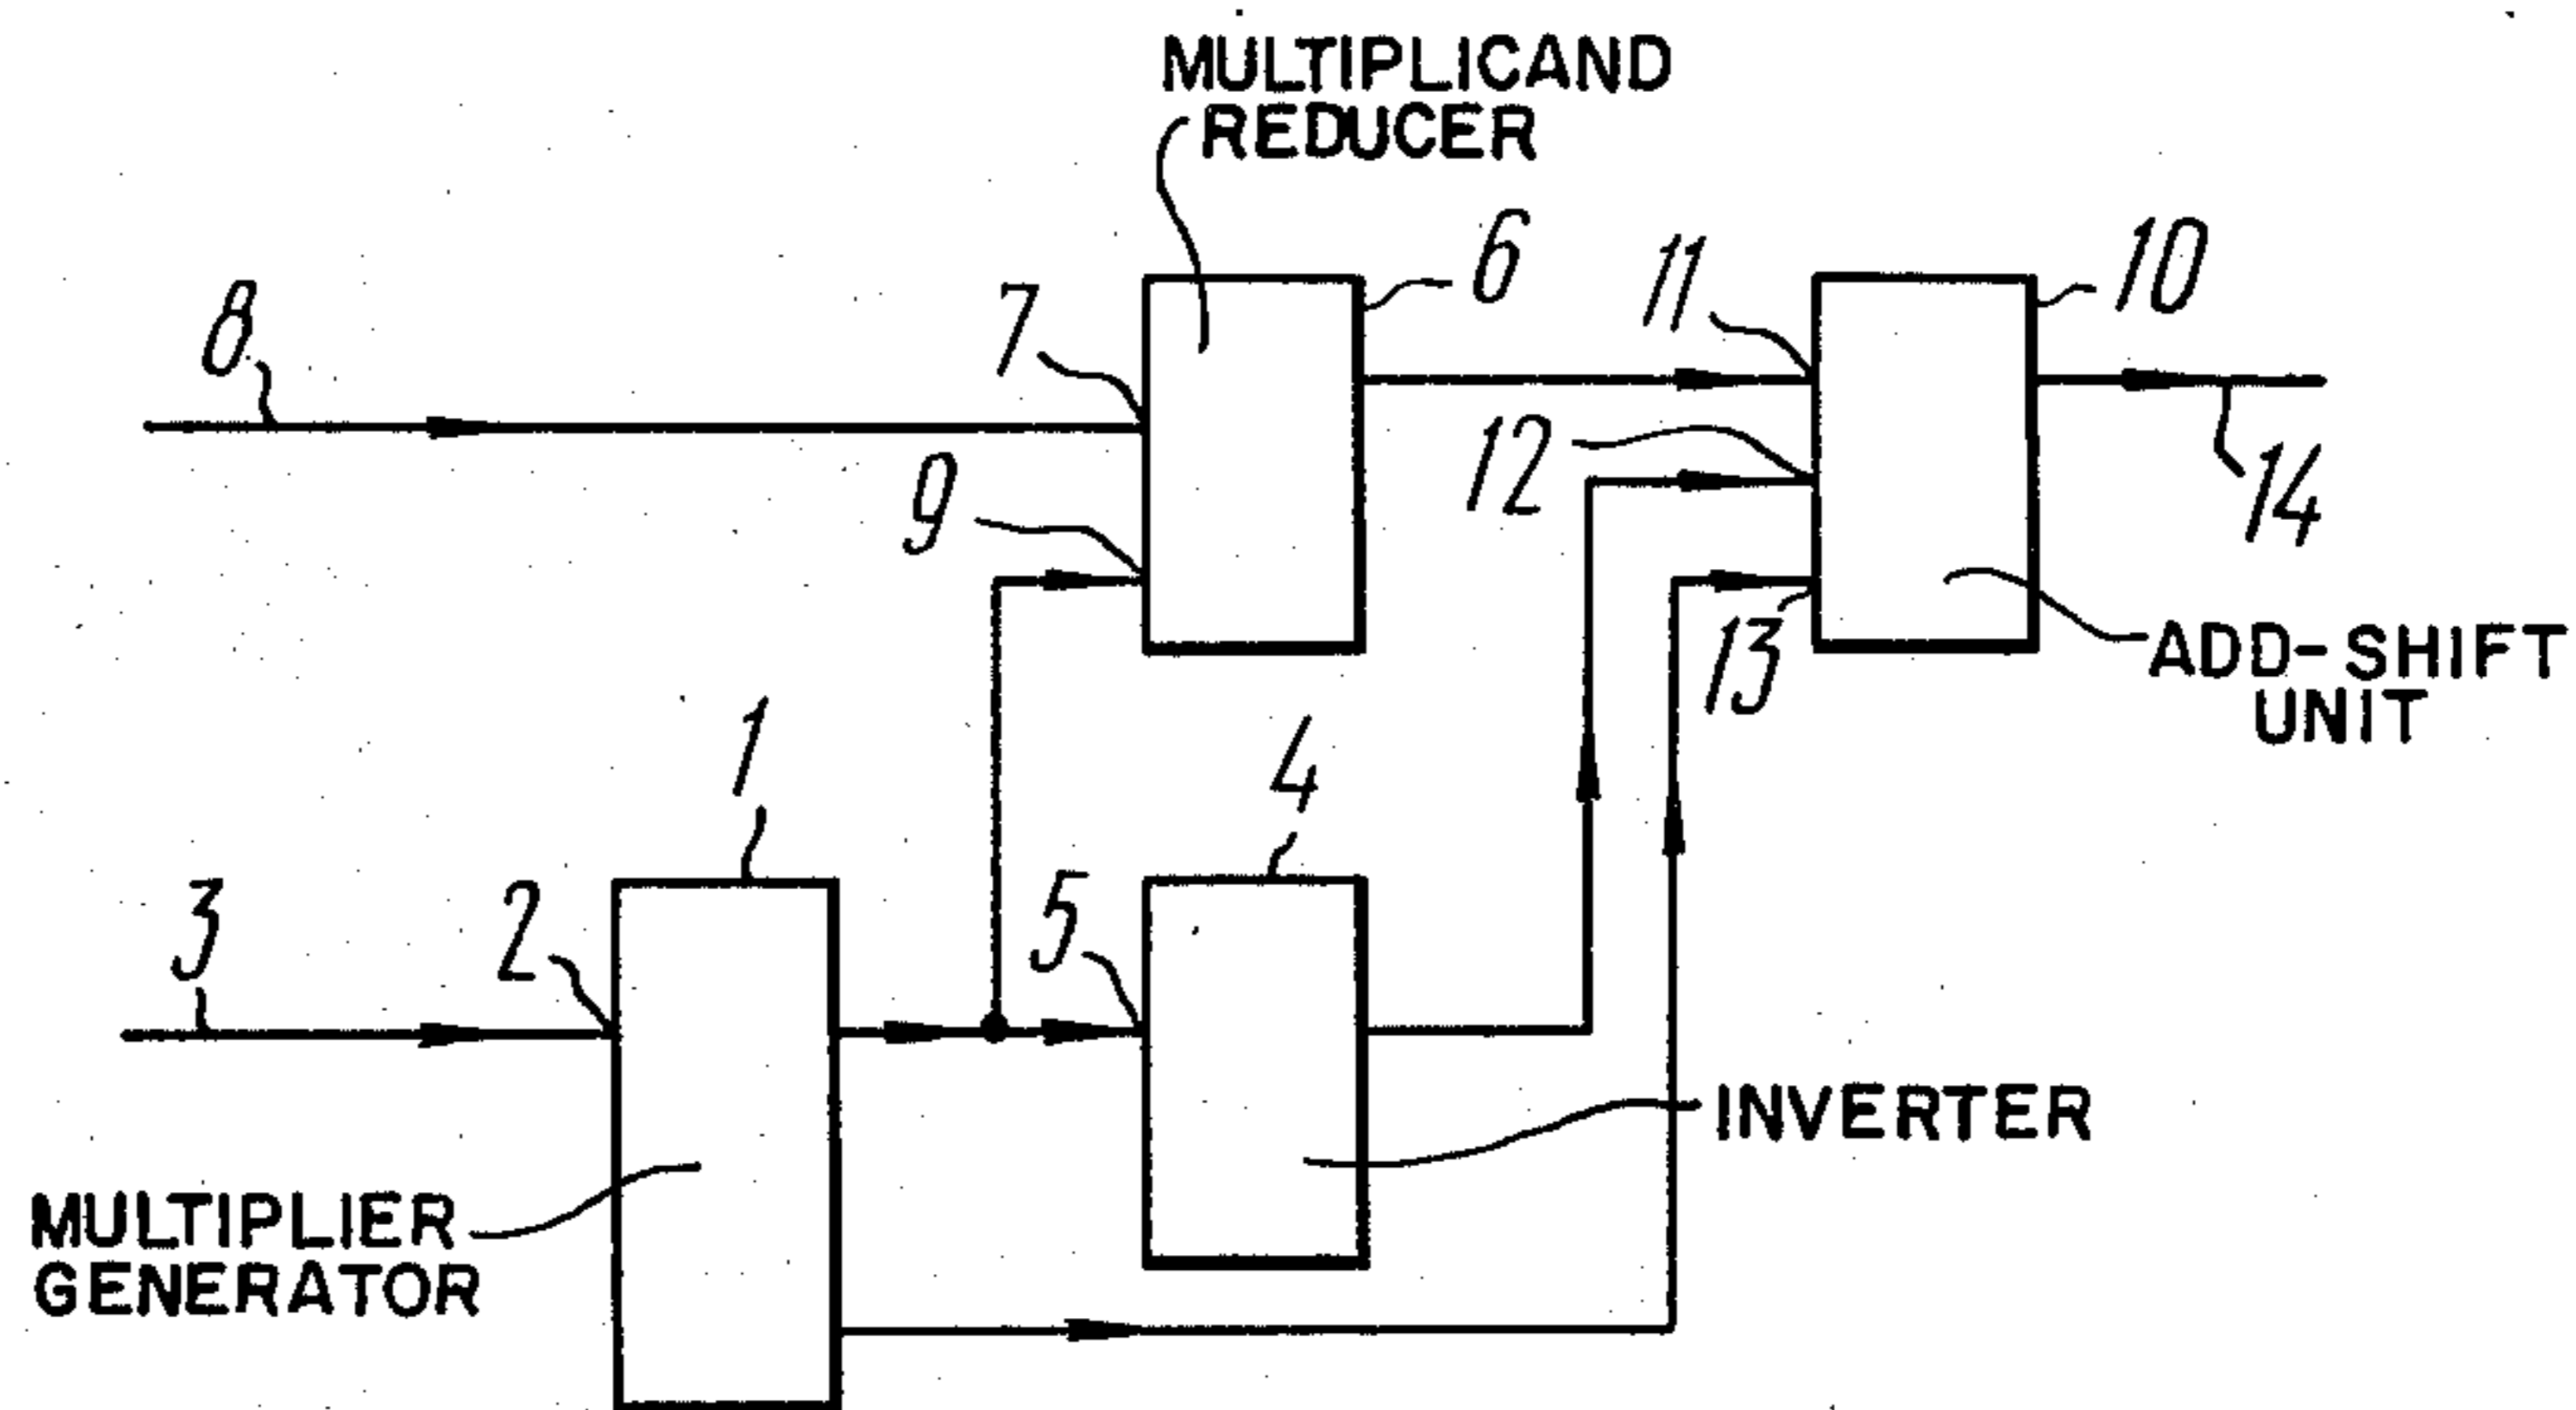 MULTIPLICAND
REDUCER
6
11
10
8
7
12
14
9
13
ADD-SHIFT
UNIT
1
4
3
2
5
INVERTER
MULTIPLIER
GENERATOR